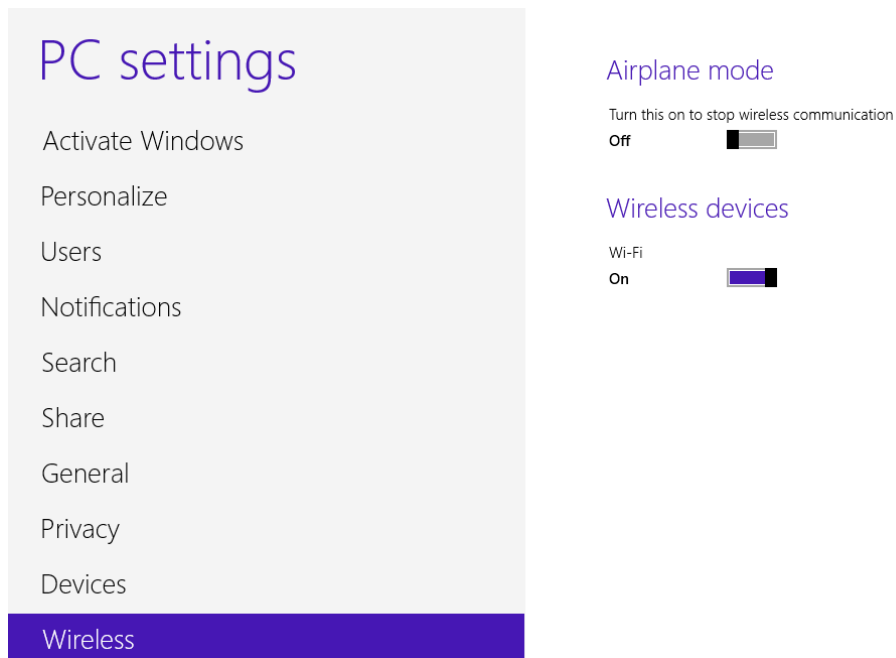 PC settings
Activate Windows
Personalize
Users
Notifications
Search
Share
General
Privacy
Devices
Wireless
Airplane mode
Turn this on to stop wireless communication
Off
Wireless devices
Wi-Fi
On